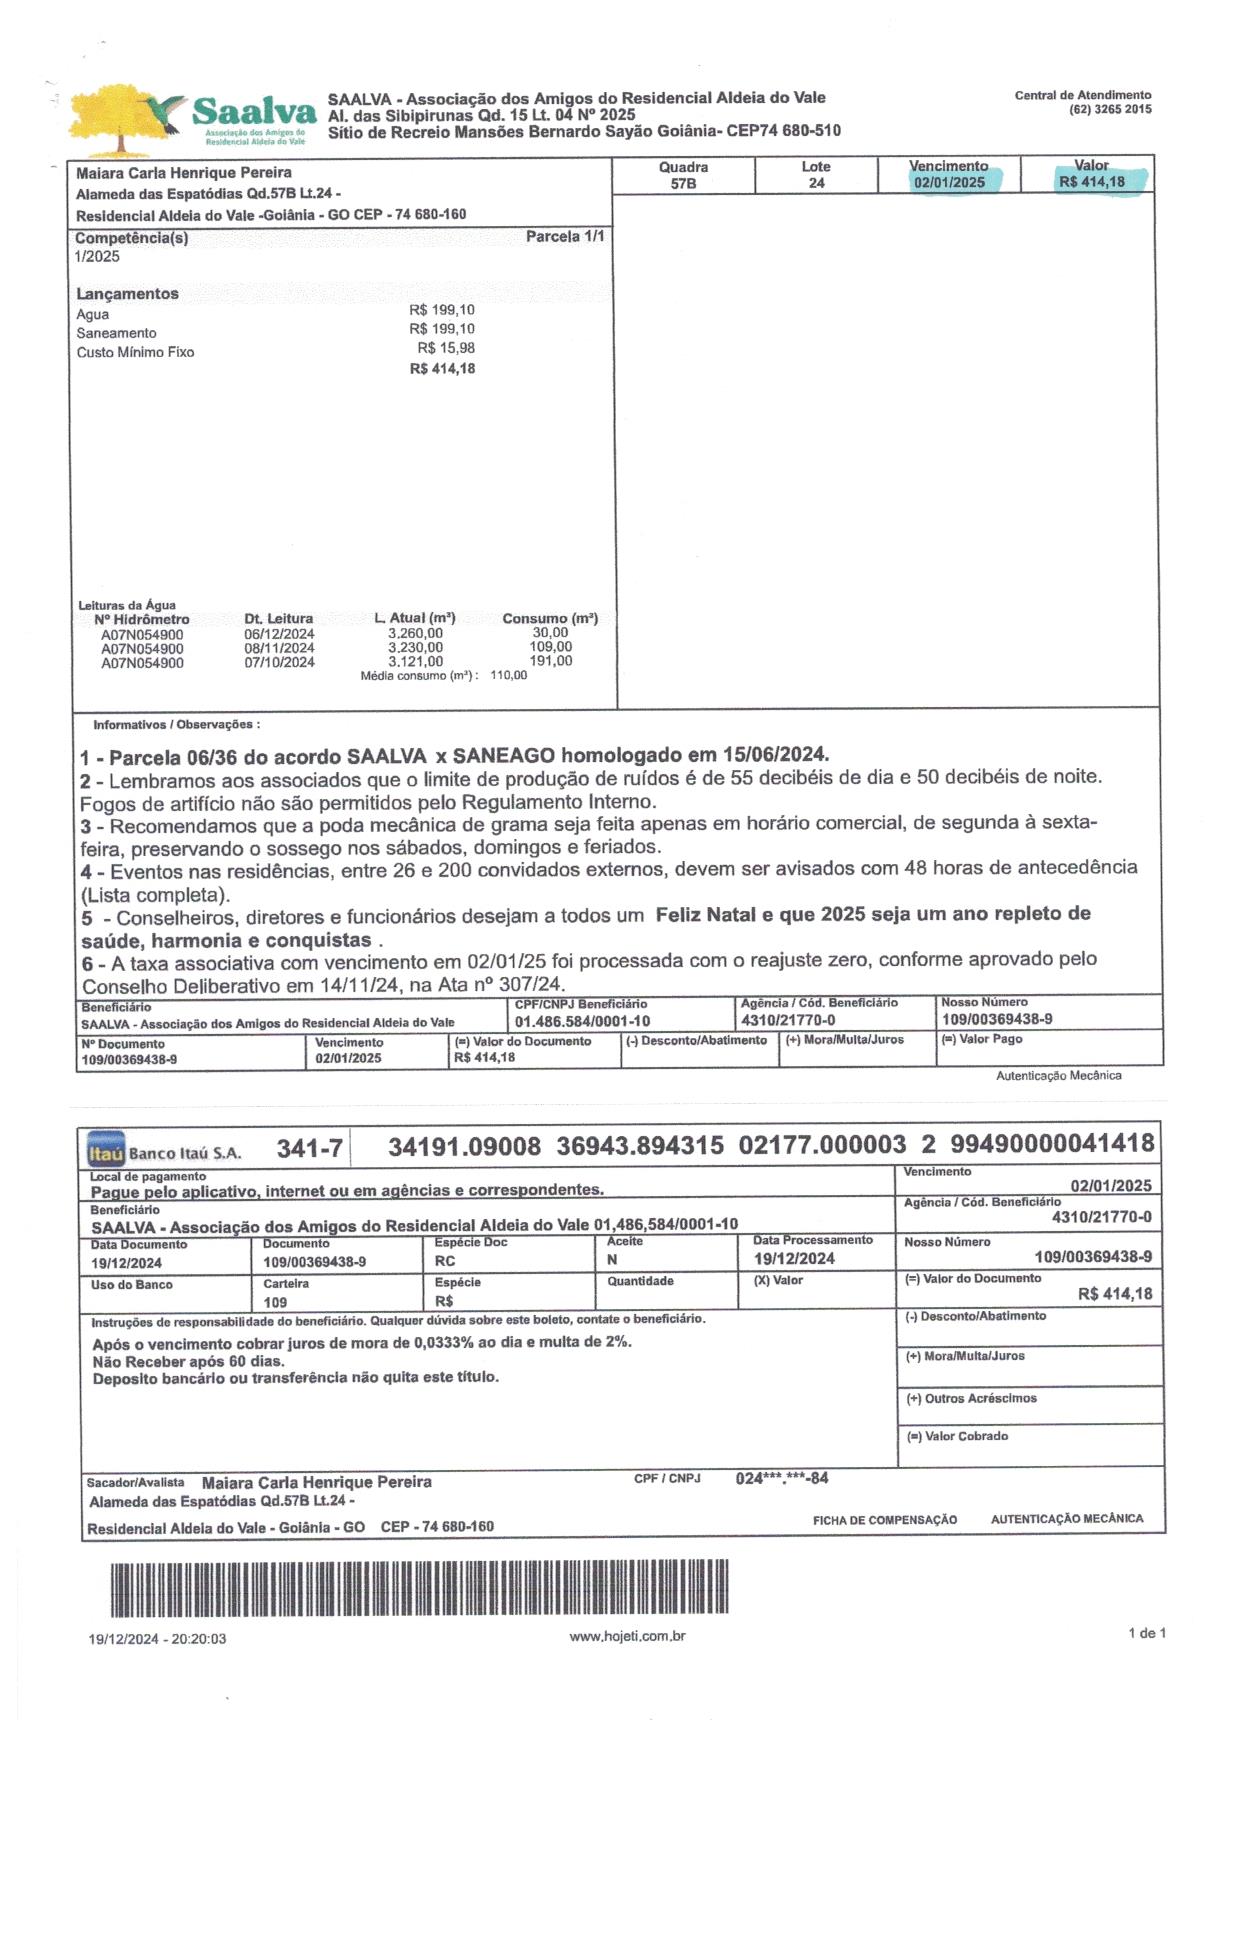 Saalva
Associação dos Amigos do
Residencial Aldeia do Vale
SAALVA - Associação dos Amigos do Residencial Aldeia do Vale
Al. das Sibipirunas Qd. 15 Lt. 04 Nº 2025
Sítio de Recreio Mansões Bernardo Sayão Goiânia- CEP74 680-510
Central de Atendimento
(62) 3265 2015
Maiara Carla Henrique Pereira
Alameda das Espatódias Qd.57B Lt.24 -
Residencial Aldeia do Vale -Goiânia - GO CEP - 74 680-160
Quadra Lote Vencimento Valor
57B 24 02/01/2025 R$ 414,18
Competência(s) Parcela 1/1
1/2025
Lançamentos
Agua R$ 199,10
Saneamento R$ 199,10
Custo Mínimo Fixo R$ 15,98
R$ 414,18
Leituras da Água
Nº Hidrômetro Dt. Leitura L. Atual (m³) Consumo (m³)
A07N054900 06/12/2024 3.260,00 30,00
A07N054900 08/11/2024 3.230,00 109,00
A07N054900 07/10/2024 3.121,00 191,00
Média consumo (m³) : 110,00
Informativos / Observações :
1 - Parcela 06/36 do acordo SAALVA x SANEAGO homologado em 15/06/2024.
2 - Lembramos aos associados que o limite de produção de ruídos é de 55 decibéis de dia e 50 decibéis de noite.
Fogos de artifício não são permitidos pelo Regulamento Interno.
3 - Recomendamos que a poda mecânica de grama seja feita apenas em horário comercial, de segunda à sexta-
feira, preservando o sossego nos sábados, domingos e feriados.
4 - Eventos nas residências, entre 26 e 200 convidados externos, devem ser avisados com 48 horas de antecedência
(Lista completa).
5 - Conselheiros, diretores e funcionários desejam a todos um Feliz Natal e que 2025 seja um ano repleto de
saúde, harmonia e conquistas .
6 - A taxa associativa com vencimento em 02/01/25 foi processada com o reajuste zero, conforme aprovado pelo
Conselho Deliberativo em 14/11/24, na Ata nº 307/24.
Beneficiário CPF/CNPJ Beneficiário Agência / Cód. Beneficiário Nosso Número
SAALVA - Associação dos Amigos do Residencial Aldeia do Vale 01.486.584/0001-10 4310/21770-0 109/00369438-9
Nº Documento Vencimento (=) Valor do Documento (-) Desconto/Abatimento (+) Mora/Multa/Juros (=) Valor Pago
109/00369438-9 02/01/2025 R$ 414,18
Autenticação Mecânica
Itaú Banco Itaú S.A. 341-7 34191.09008 36943.894315 02177.000003 2 99490000041418
Local de pagamento Vencimento
Pague pelo aplicativo, internet ou em agências e correspondentes. 02/01/2025
Beneficiário Agência / Cód. Beneficiário
SAALVA - Associação dos Amigos do Residencial Aldeia do Vale 01,486,584/0001-10 4310/21770-0
Data Documento Documento Espécie Doc Aceite Data Processamento Nosso Número
19/12/2024 109/00369438-9 RC N 19/12/2024 109/00369438-9
Uso do Banco Carteira Espécie Quantidade (X) Valor (=) Valor do Documento
109 R$ R$ 414,18
Instruções de responsabilidade do beneficiário. Qualquer dúvida sobre este boleto, contate o beneficiário.
(-) Desconto/Abatimento
Após o vencimento cobrar juros de mora de 0,0333% ao dia e multa de 2%.
Não Receber após 60 dias.
Deposito bancário ou transferência não quita este título.
(+) Mora/Multa/Juros
(+) Outros Acréscimos
(=) Valor Cobrado
Sacador/Avalista Maiara Carla Henrique Pereira CPF / CNPJ 024***.***-84
Alameda das Espatódias Qd.57B Lt.24 -
Residencial Aldeia do Vale - Goiânia - GO CEP - 74 680-160
FICHA DE COMPENSAÇÃO AUTENTICAÇÃO MECÂNICA
19/12/2024 - 20:20:03 www.hojeti.com.br 1 de 1